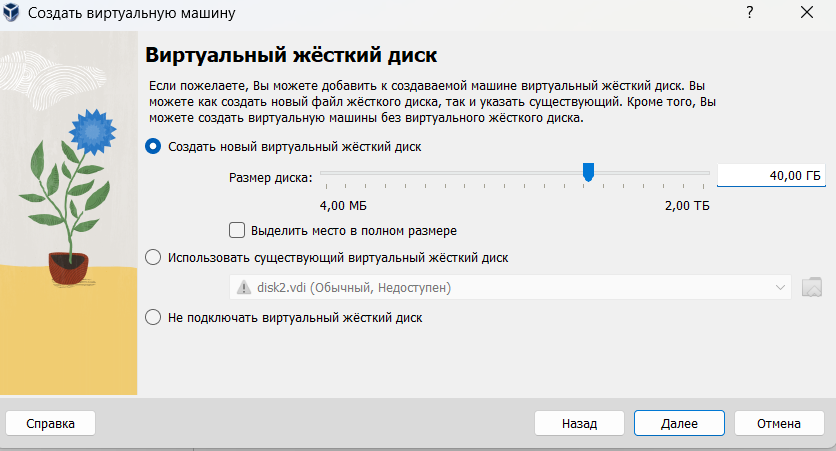 Создать виртуальную машину
?
Виртуальный жёсткий диск
Если пожелаете, Вы можете добавить к создаваемой машине виртуальный жёсткий диск. Вы
можете как создать новый файл жёсткого диска, так и указать существующий. Кроме того, Вы
можете создать виртуальную машины без виртуального жёсткого диска.
Создать новый виртуальный жёсткий диск
Размер диска:
40,00 ГБ
4,00 МБ
2,00 ТБ
Выделить место в полном размере
Использовать существующий виртуальный жёсткий диск
disk2.vdi (Обычный, Недоступен)
Не подключать виртуальный жёсткий диск
Справка
Назад
Далее
Отмена